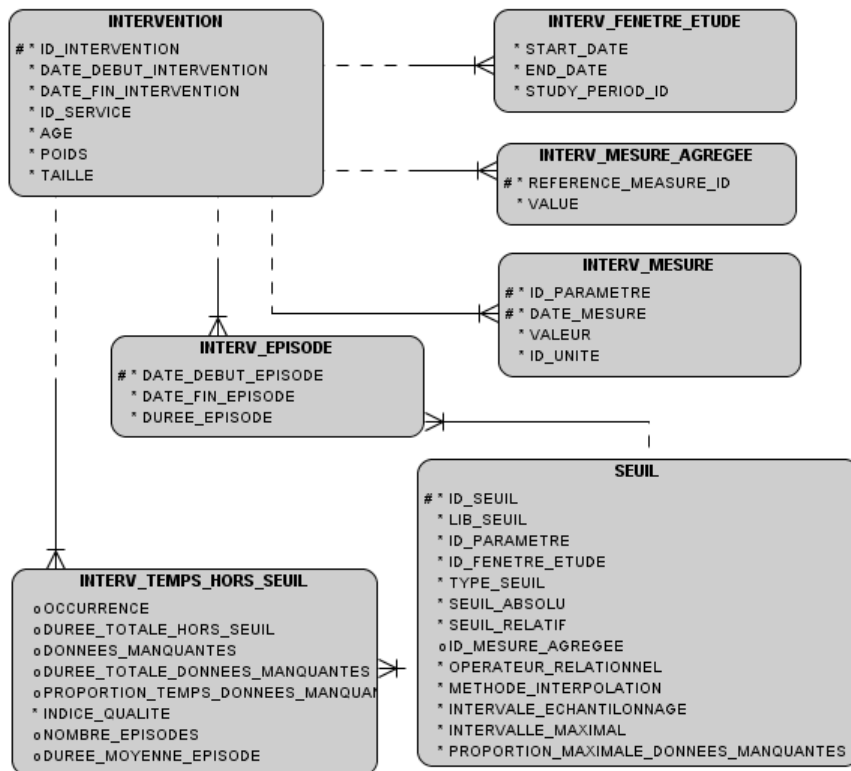 INTERVENTION
# * ID_INTERVENTION
* DATE_DEBUT_INTERVENTION
* DATE_FIN_INTERVENTION
* ID_SERVICE
* AGE
* POIDS
* TAILLE
INTERV_FENETRE_ETUDE
* START_DATE
* END_DATE
* STUDY_PERIOD_ID
INTERV_MESURE_AGREGEE
# * REFERENCE_MEASURE_ID
* VALUE
INTERV_MESURE
# * ID_PARAMETRE
# * DATE_MESURE
* VALEUR
* ID_UNITE
INTERV_EPISODE
# * DATE_DEBUT_EPISODE
* DATE_FIN_EPISODE
* DUREE_EPISODE
SEUIL
# * ID_SEUIL
* LIB_SEUIL
* ID_PARAMETRE
* ID_FENETRE_ETUDE
* TYPE_SEUIL
* SEUIL_ABSOLU
* SEUIL_RELATIF
o ID_MESURE_AGREGEE
* OPERATEUR_RELATIONNEL
* METHODE_INTERPOLATION
* INTERVALE_ECHANTILONNAGE
* INTERVALLE_MAXIMAL
* PROPORTION_MAXIMALE_DONNEES_MANQUANTES
INTERV_TEMPS_HORS_SEUIL
o OCCURRENCE
o DUREE_TOTALE_HORS_SEUIL
o DONNEES_MANQUANTES
o DUREE_TOTALE_DONNEES_MANQUANTES
o PROPORTION_TEMPS_DONNEES_MANQUAN
* INDICE_QUALITE
o NOMBRE_EPISODES
o DUREE_MOYENNE_EPISODE